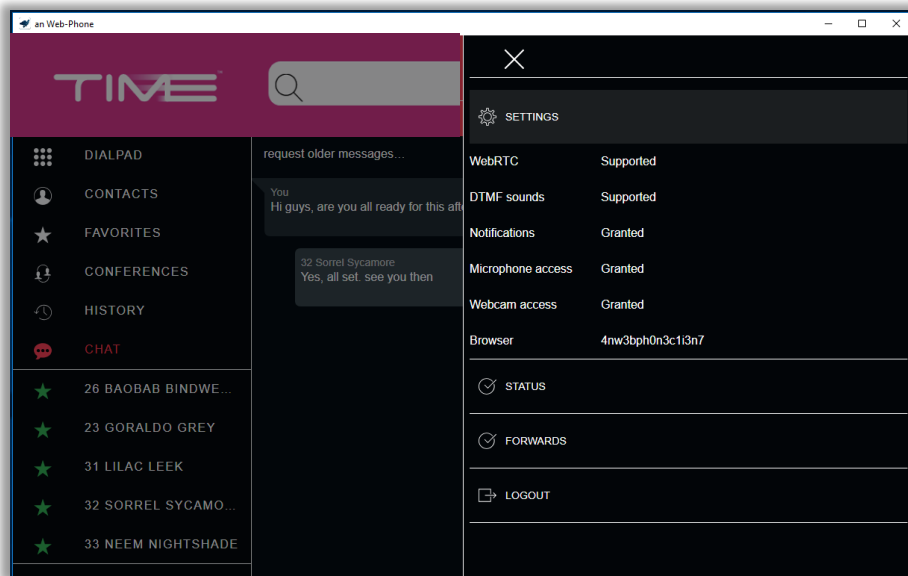 an Web-Phone
TIME
DIALPAD
CONTACTS
FAVORITES
CONFERENCES
HISTORY
CHAT
26 BAOBAB BINDWE...
23 GORALDO GREY
31 LILAC LEEK
32 SORREL SYCAMO...
33 NEEM NIGHTSHADE
request older messages...
You
Hi guys, are you all ready for this afte
32 Sorrel Sycamore
Yes, all set. see you then
SETTINGS
WebRTC Supported
DTMF sounds Supported
Notifications Granted
Microphone access Granted
Webcam access Granted
Browser 4nw3bph0n3c1i3n7
STATUS
FORWARDS
LOGOUT